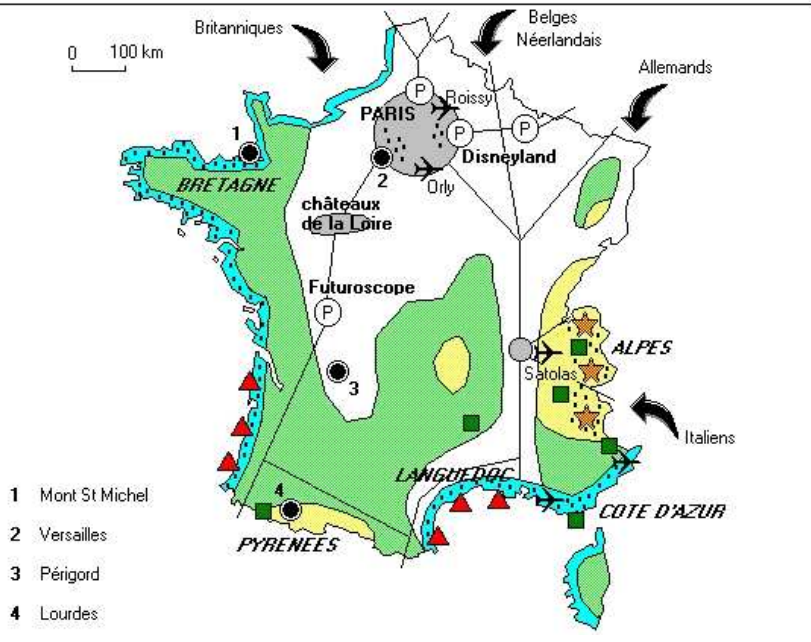 Britanniques
Belges
Néerlandais
Allemands
0 100 km
P
Roissy
PARIS
P
P
1
Disneyland
2
Orly
BRETAGNE
châteaux
de la Loire
Futuroscope
P
ALPES
Satolas
3
Italiens
LANGUEDOC
4
COTE D'AZUR
PYRENEES
1 Mont St Michel
2 Versailles
3 Périgord
4 Lourdes